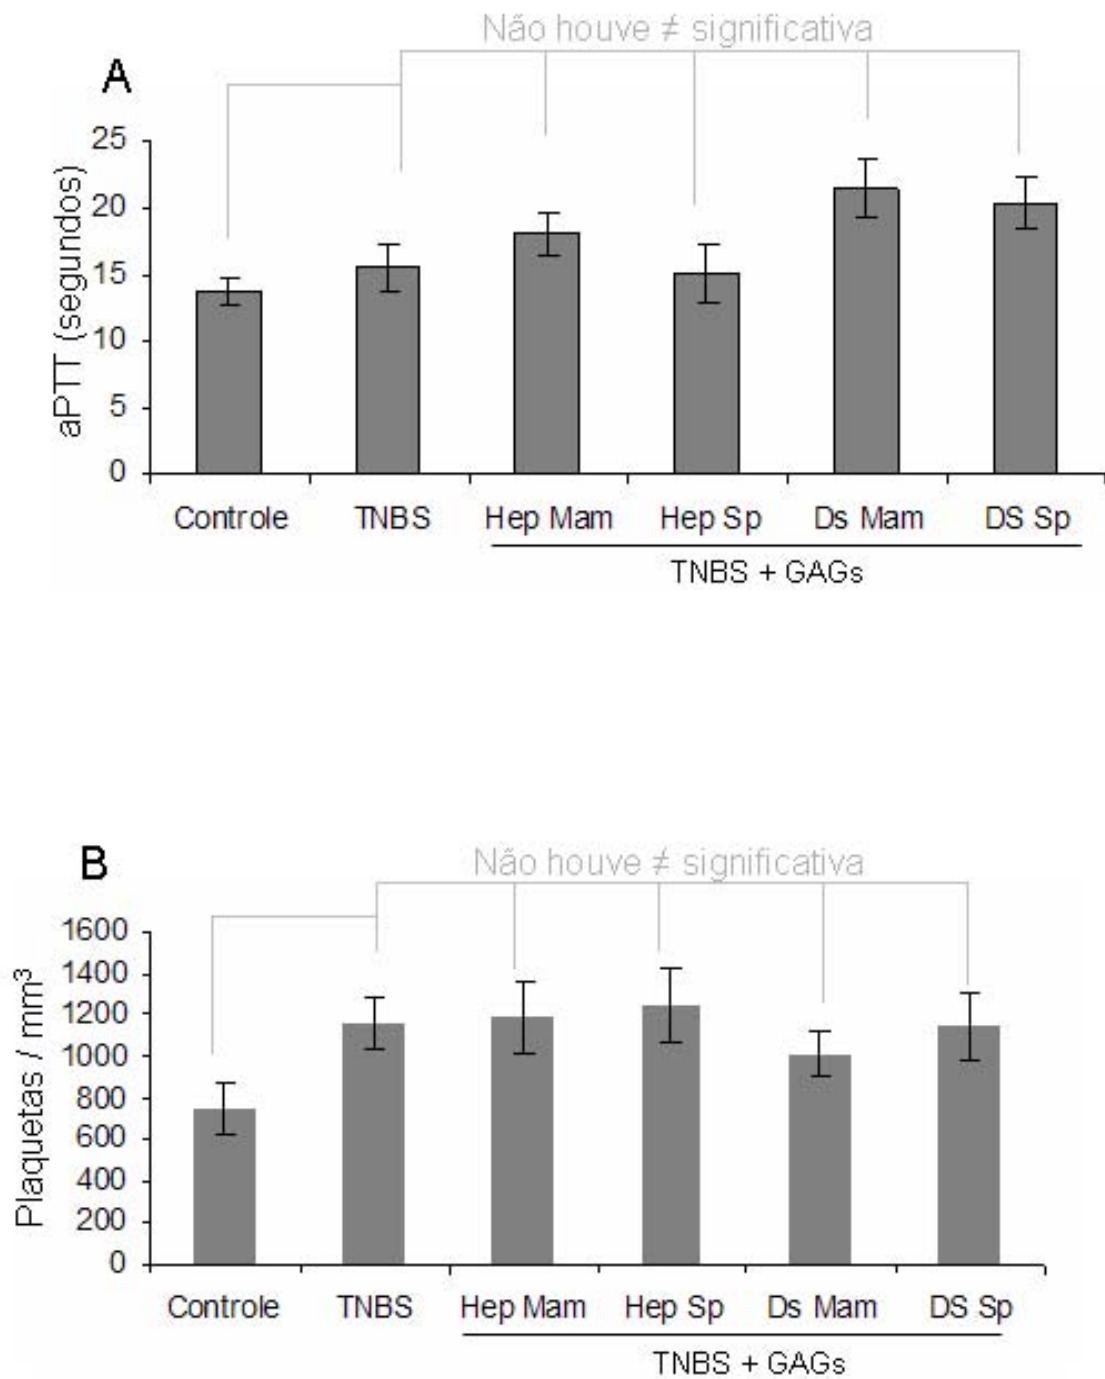 Não houve ≠ significativa
A
aPTT (segundos)
25
20
15
10
5
0
Controle TNBS Hep Mam Hep Sp Ds Mam DS Sp
TNBS + GAGs
B
Não houve ≠ significativa
Plaquetas / mm³
1600
1400
1200
1000
800
600
400
200
0
Controle TNBS Hep Mam Hep Sp Ds Mam DS Sp
TNBS + GAGs